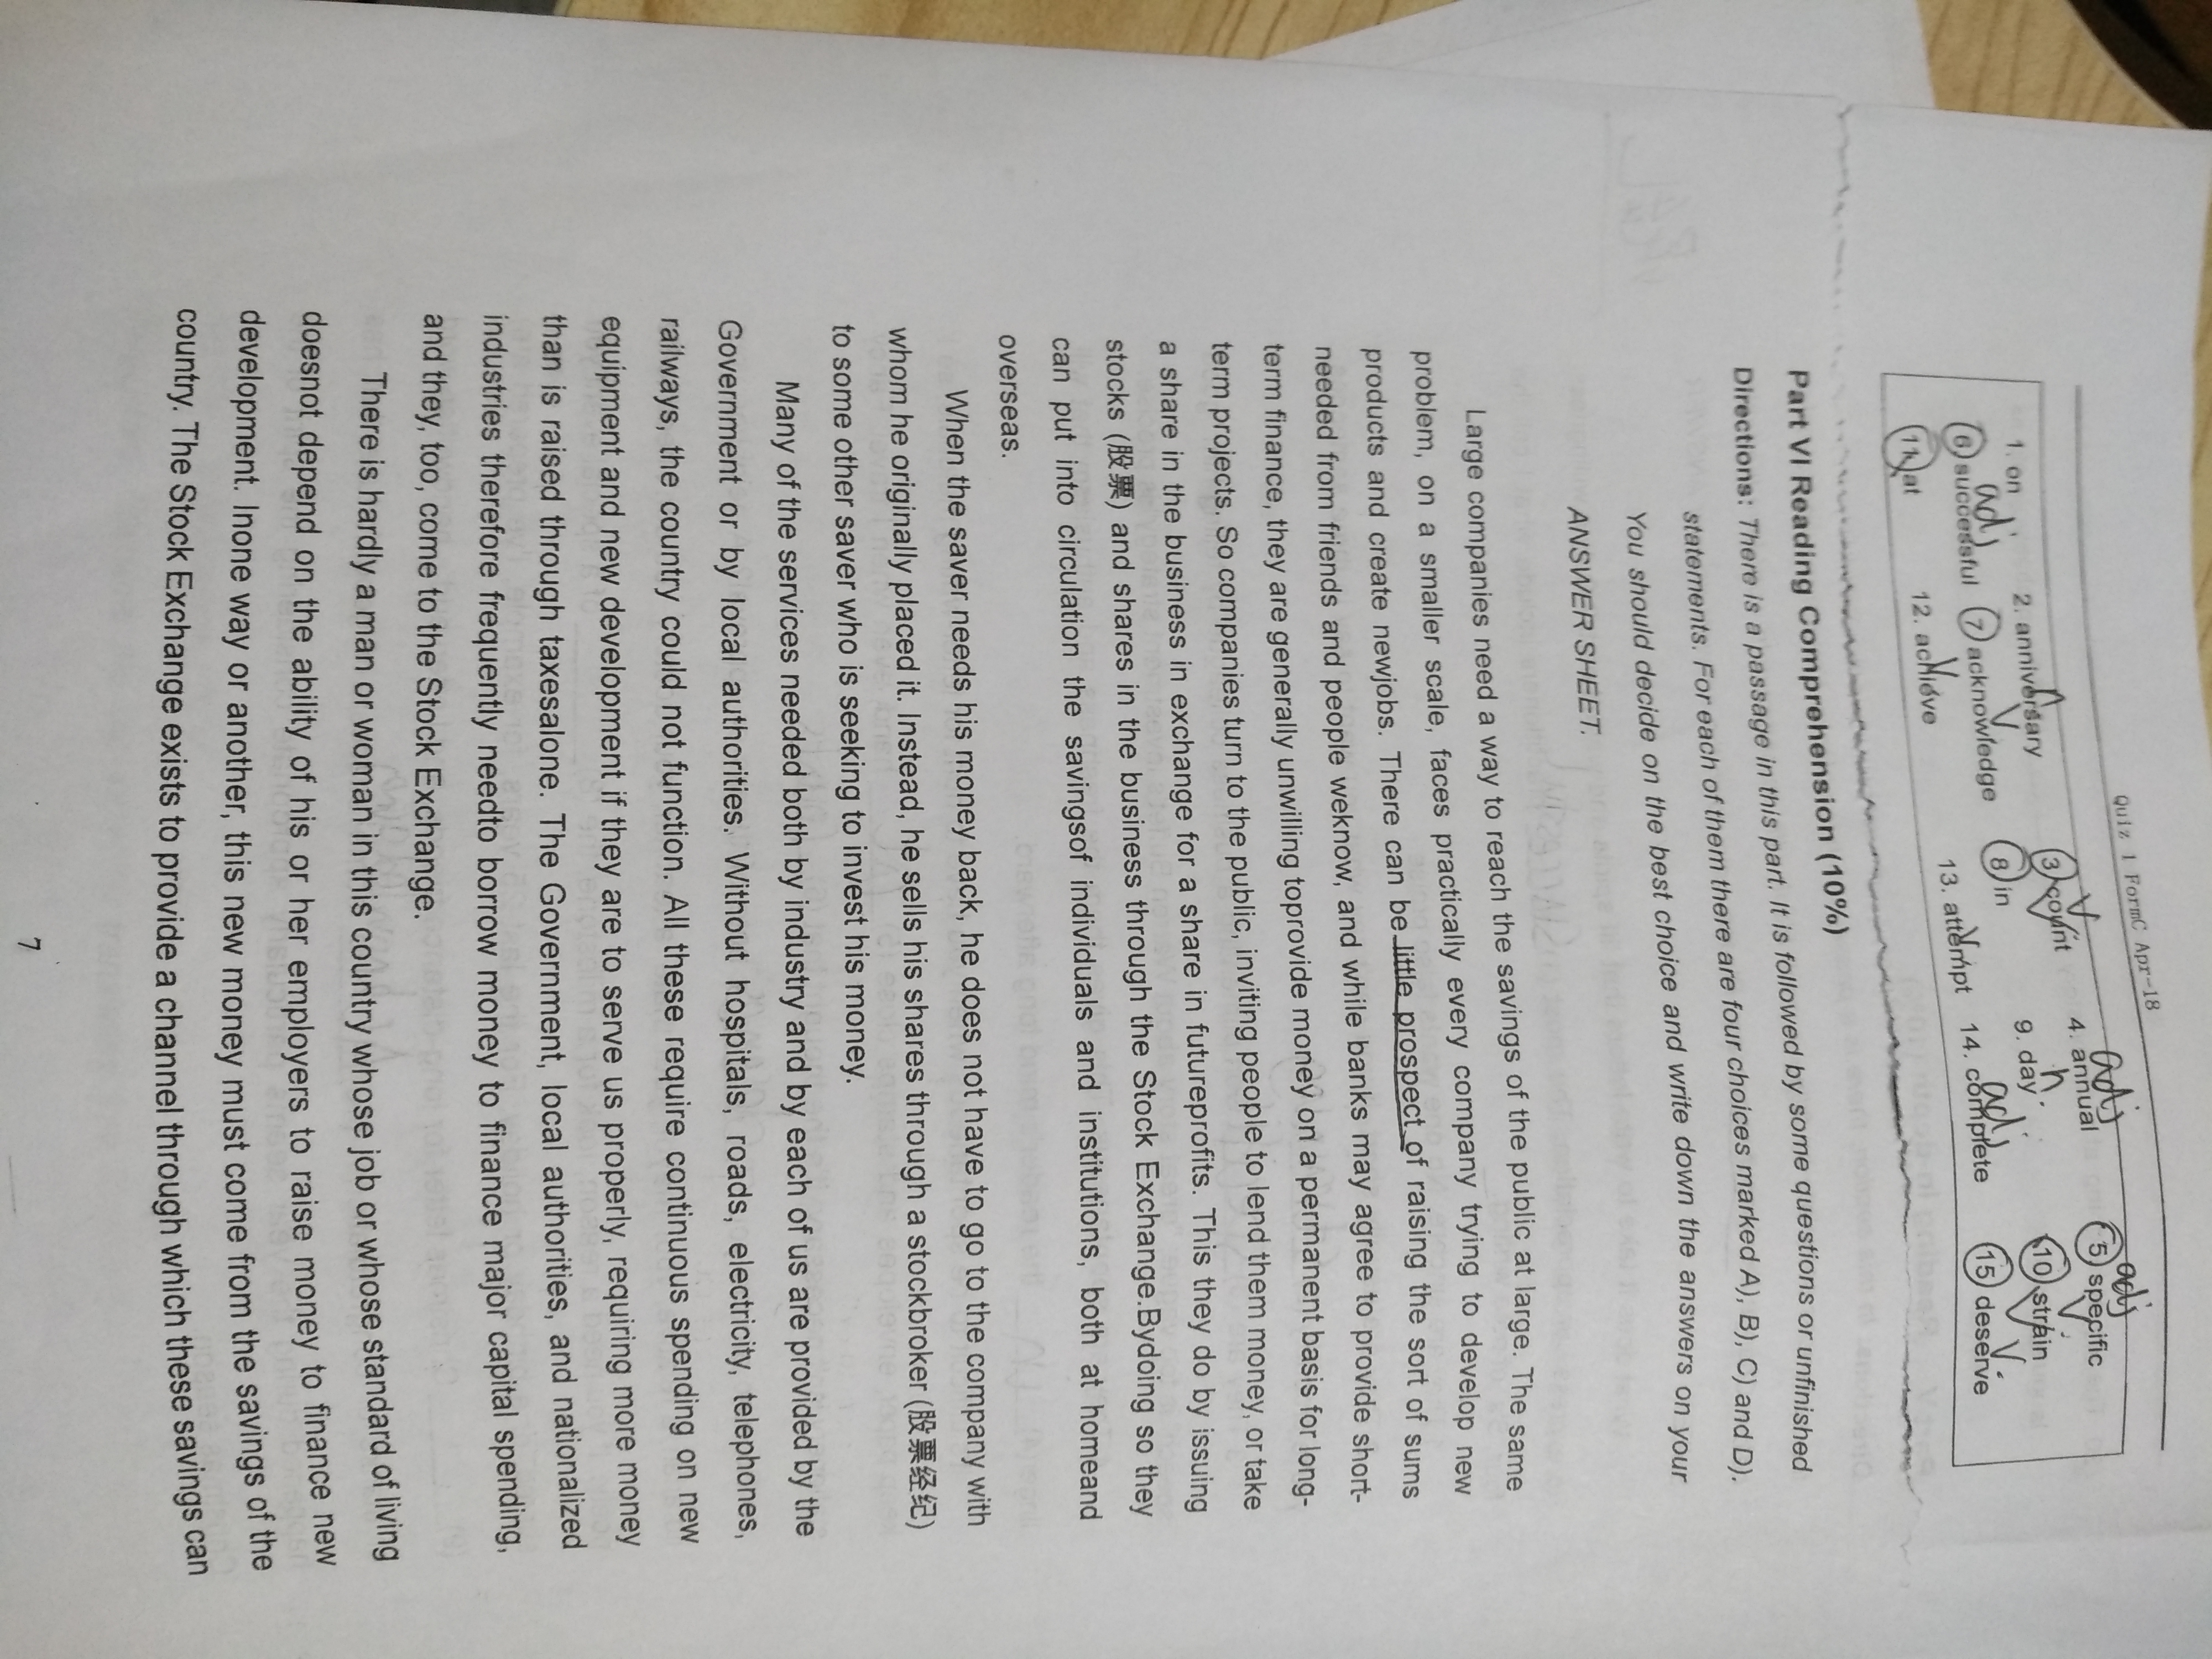 Quiz 1 FormC Apr-18
adj adj
1. on 2. anniversary 3 count 4. annual 5 specific
n v n. v
6 successful 7 acknowledge 8 in 9. day 10 strain
adj v adj. v.
11 at 12. achieve 13. attempt 14. complete 15 deserve
v v
Part VI Reading Comprehension (10%)
Directions: There is a passage in this part. It is followed by some questions or unfinished
statements. For each of them there are four choices marked A), B), C) and D).
You should decide on the best choice and write down the answers on your
ANSWER SHEET.
Large companies need a way to reach the savings of the public at large. The same
problem, on a smaller scale, faces practically every company trying to develop new
products and create newjobs. There can be little prospect of raising the sort of sums
needed from friends and people weknow, and while banks may agree to provide short-
term finance, they are generally unwilling toprovide money on a permanent basis for long-
term projects. So companies turn to the public, inviting people to lend them money, or take
a share in the business in exchange for a share in futureprofits. This they do by issuing
stocks (股票) and shares in the business through the Stock Exchange.Bydoing so they
can put into circulation the savingsof individuals and institutions, both at homeand
overseas.
When the saver needs his money back, he does not have to go to the company with
whom he originally placed it. Instead, he sells his shares through a stockbroker (股票经纪)
to some other saver who is seeking to invest his money.
Many of the services needed both by industry and by each of us are provided by the
Government or by local authorities. Without hospitals, roads, electricity, telephones,
railways, the country could not function. All these require continuous spending on new
equipment and new development if they are to serve us properly, requiring more money
than is raised through taxesalone. The Government, local authorities, and nationalized
industries therefore frequently needto borrow money to finance major capital spending,
and they, too, come to the Stock Exchange.
There is hardly a man or woman in this country whose job or whose standard of living
doesnot depend on the ability of his or her employers to raise money to finance new
development. Inone way or another, this new money must come from the savings of the
country. The Stock Exchange exists to provide a channel through which these savings can
7